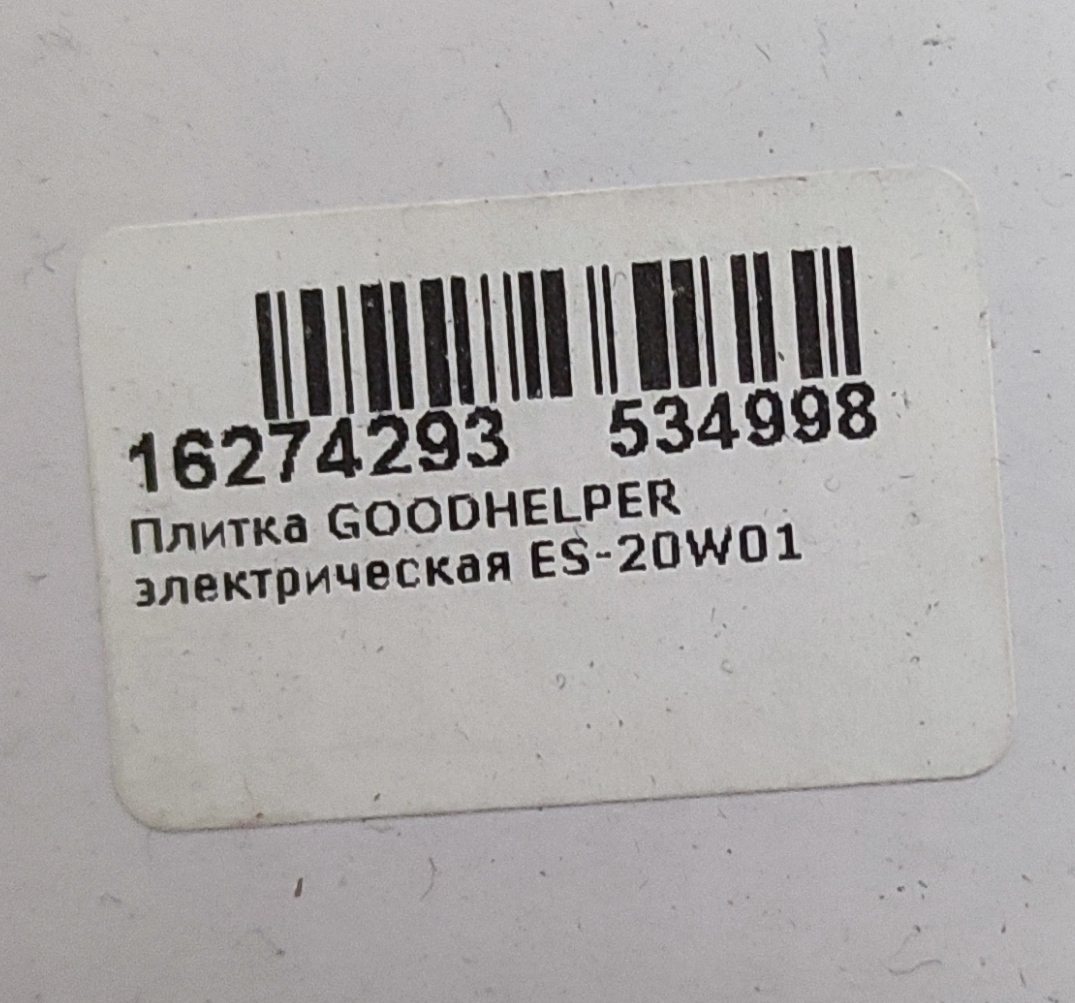 16274293 534998
Плитка GOODHELPER
электрическая ES-20W01